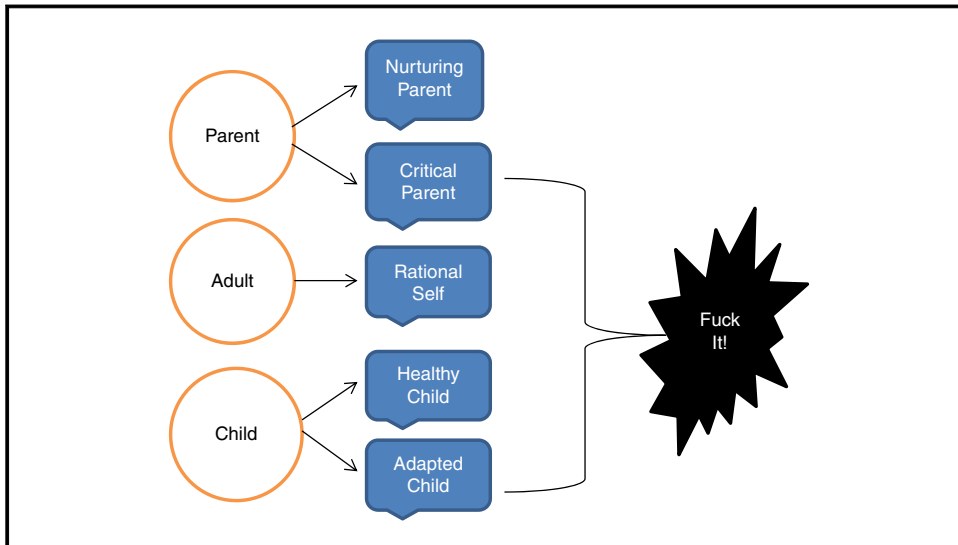 Nurturing
Parent
Parent
Critical
Parent
Adult
Rational
Self
Fuck
It!
Healthy
Child
Child
Adapted
Child